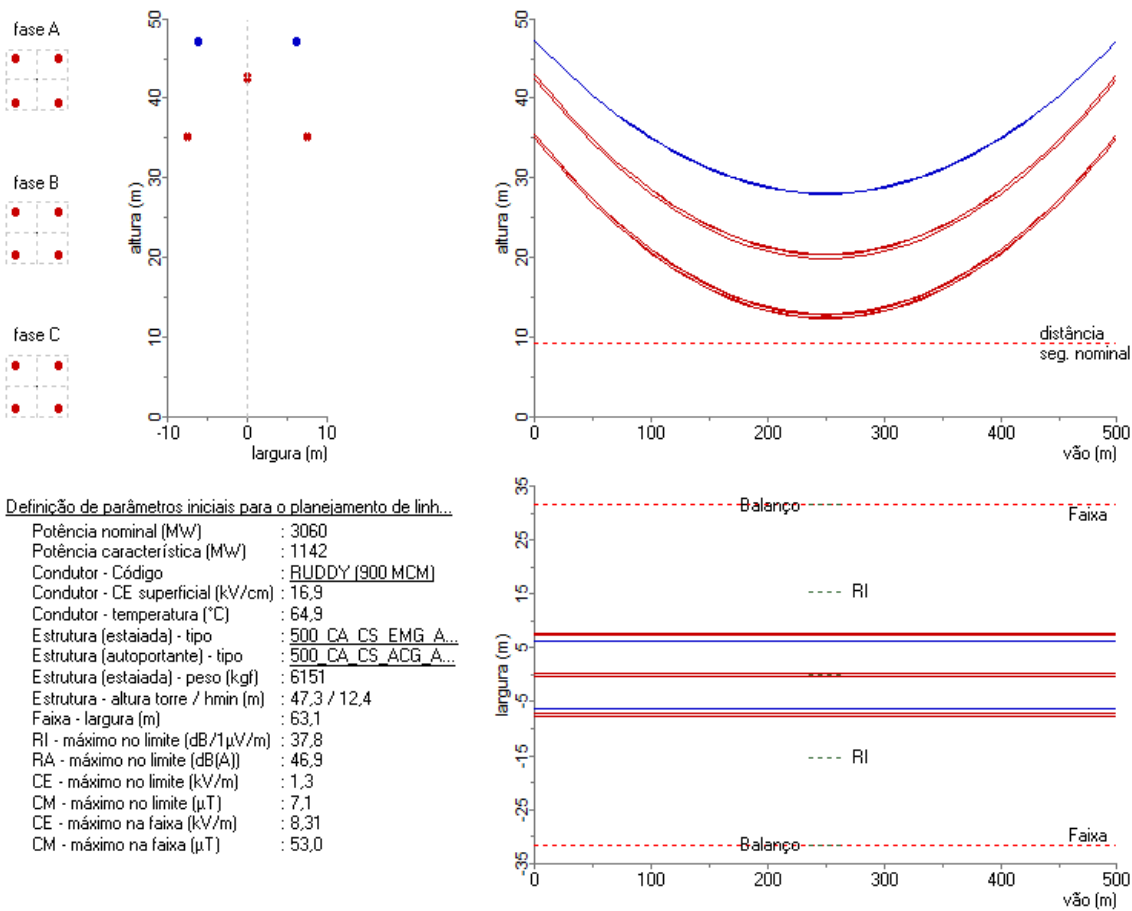 fase A
fase B
fase C
50
40
30
20
10
0
altura (m)
-10
0
10
largura (m)
50
40
30
20
10
0
altura (m)
distância
seg. nominal
0
100
200
300
400
500
vão (m)
Definição de parâmetros iniciais para o planejamento de linh...
Potência nominal (MW) : 3060
Potência característica (MW) : 1142
Condutor - Código : RUDDY (900 MCM)
Condutor - CE superficial (kV/cm) : 16,9
Condutor - temperatura (°C) : 64,9
Estrutura (estaiada) - tipo : 500_CA_CS_EMG_A...
Estrutura (autoportante) - tipo : 500_CA_CS_ACG_A...
Estrutura (estaiada) - peso (kgf) : 6151
Estrutura - altura torre / hmin (m) : 47,3 / 12,4
Faixa - largura (m) : 63,1
RI - máximo no limite (dB/1µV/m) : 37,8
RA - máximo no limite (dB(A)) : 46,9
CE - máximo no limite (kV/m) : 1,3
CM - máximo no limite (µT) : 7,1
CE - máximo na faixa (kV/m) : 8,31
CM - máximo na faixa (µT) : 53,0
35
25
15
5
-5
-15
-25
-35
largura (m)
Balanço
Faixa
RI
RI
Faixa
Balanço
0
100
200
300
400
500
vão (m)